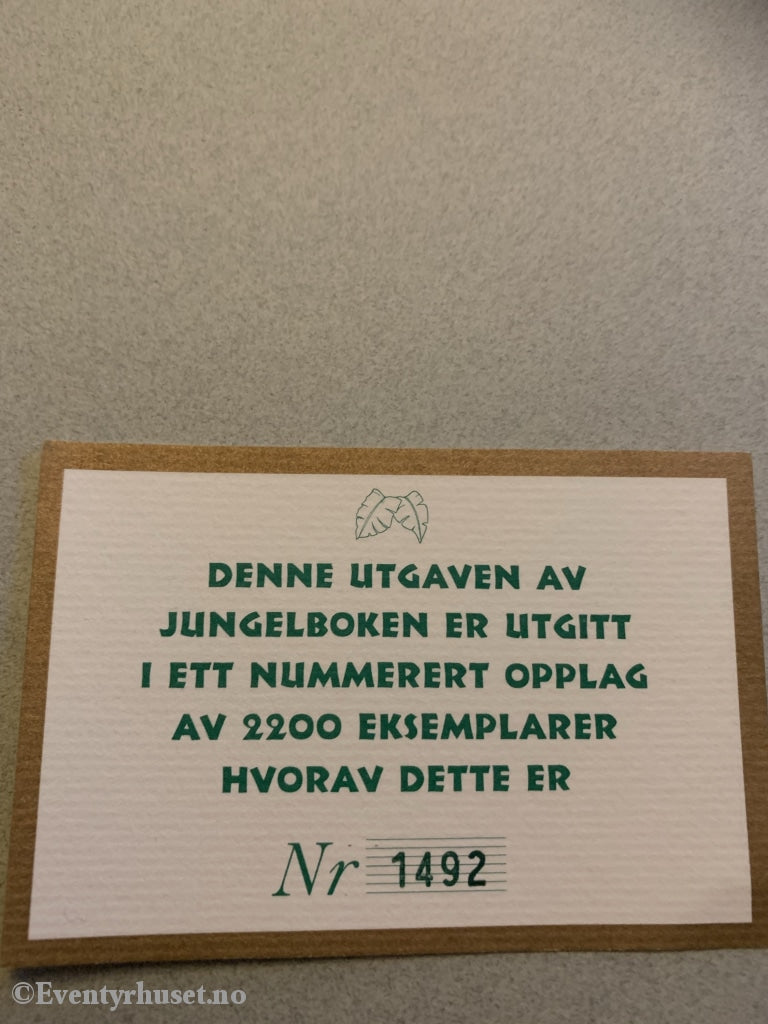 DENNE UTGAVEN AV
JUNGELBOKEN ER UTGITT
I ETT NUMMERERT OPPLAG
AV 2200 EKSEMPLARER
HVORAV DETTE ER
Nr 1492
©Eventyrhuset.no